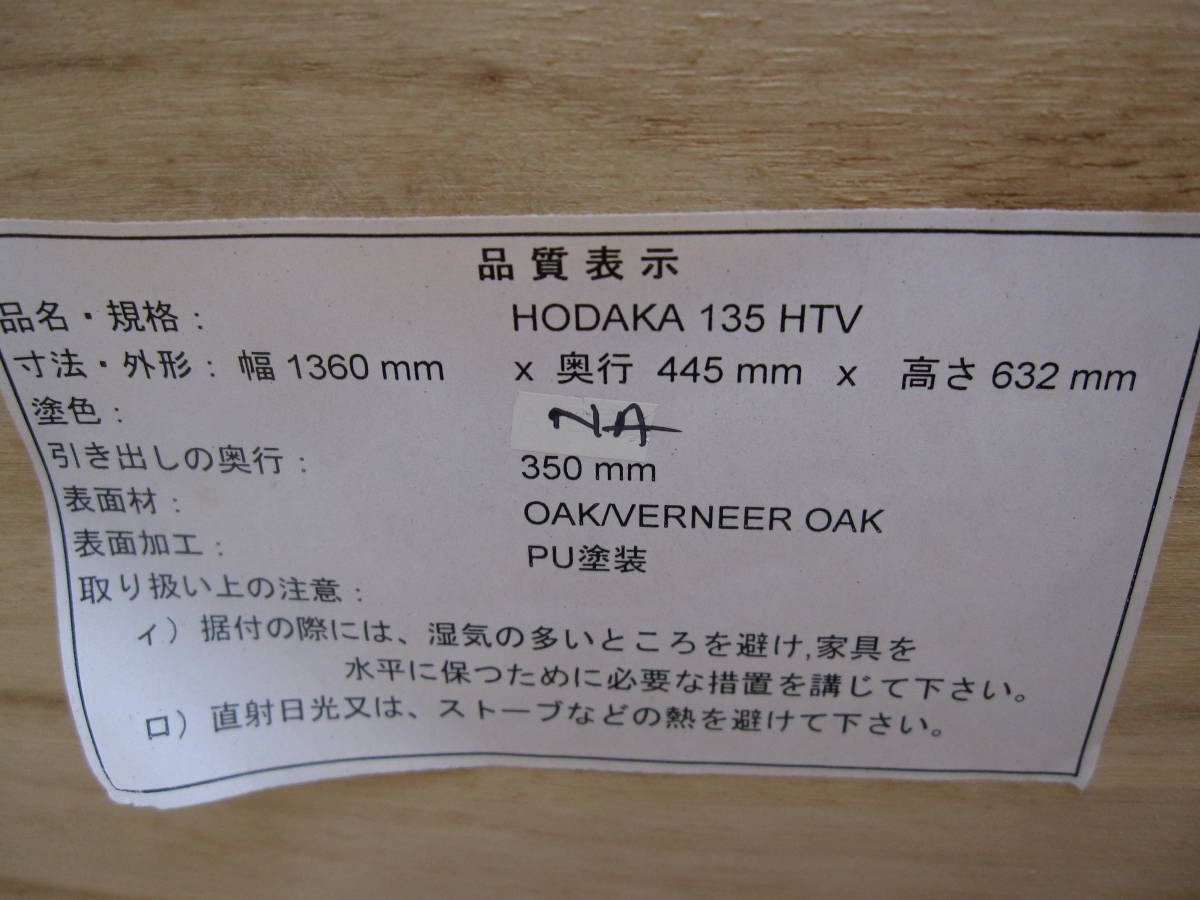 品質表示
品名・規格： HODAKA 135 HTV
寸法・外形：幅 1360 mm x 奥行 445 mm x 高さ 632 mm
塗色： NA
引き出しの奥行： 350 mm
表面材： OAK/VERNEER OAK
表面加工： PU塗装
取り扱い上の注意：
イ）据付の際には、湿気の多いところを避け,家具を
水平に保つために必要な措置を講じて下さい。
ロ）直射日光又は、ストーブなどの熱を避けて下さい。